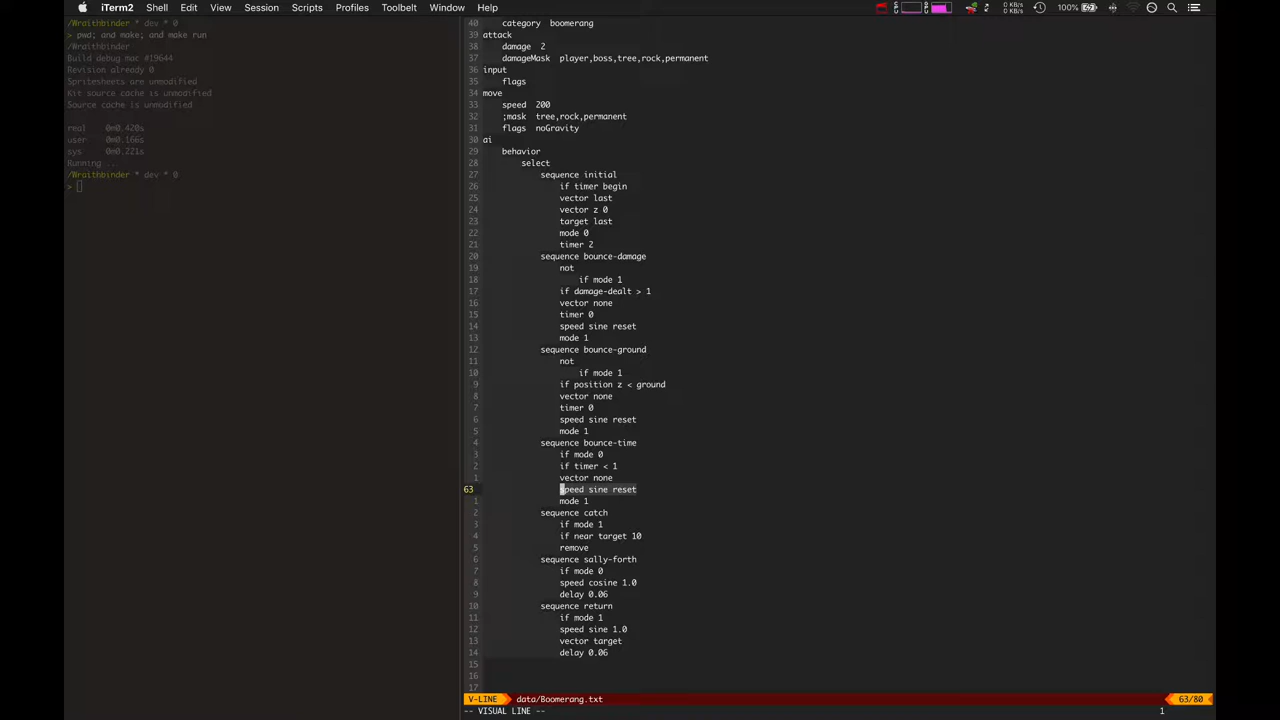 iTerm2 Shell Edit View Session Scripts Profiles Toolbelt Window Help 0 KB/s 0 KB/s 100%
/Wraithbinder * dev * 0
> pwd; and make; and make run
/Wraithbinder
Build debug mac #19644
Revision already 0
Spritesheets are unmodified
Kit source cache is unmodified
Source cache is unmodified
real 0m0.420s
user 0m0.166s
sys 0m0.221s
Running ..
/Wraithbinder * dev * 0
>
40 category boomerang
39 attack
38 damage 2
37 damageMask player,boss,tree,rock,permanent
36 input
35 flags
34 move
33 speed 200
32 ;mask tree,rock,permanent
31 flags noGravity
30 ai
29 behavior
28 select
27 sequence initial
26 if timer begin
25 vector last
24 vector z 0
23 target last
22 mode 0
21 timer 2
20 sequence bounce-damage
19 not
18 if mode 1
17 if damage-dealt > 1
16 vector none
15 timer 0
14 speed sine reset
13 mode 1
12 sequence bounce-ground
11 not
10 if mode 1
9 if position z < ground
8 vector none
7 timer 0
6 speed sine reset
5 mode 1
4 sequence bounce-time
3 if mode 0
2 if timer < 1
1 vector none
63 speed sine reset
1 mode 1
2 sequence catch
3 if mode 1
4 if near target 10
5 remove
6 sequence sally-forth
7 if mode 0
8 speed cosine 1.0
9 delay 0.06
10 sequence return
11 if mode 1
12 speed sine 1.0
13 vector target
14 delay 0.06
15
16
17
V-LINE data/Boomerang.txt 63/80
-- VISUAL LINE -- 1